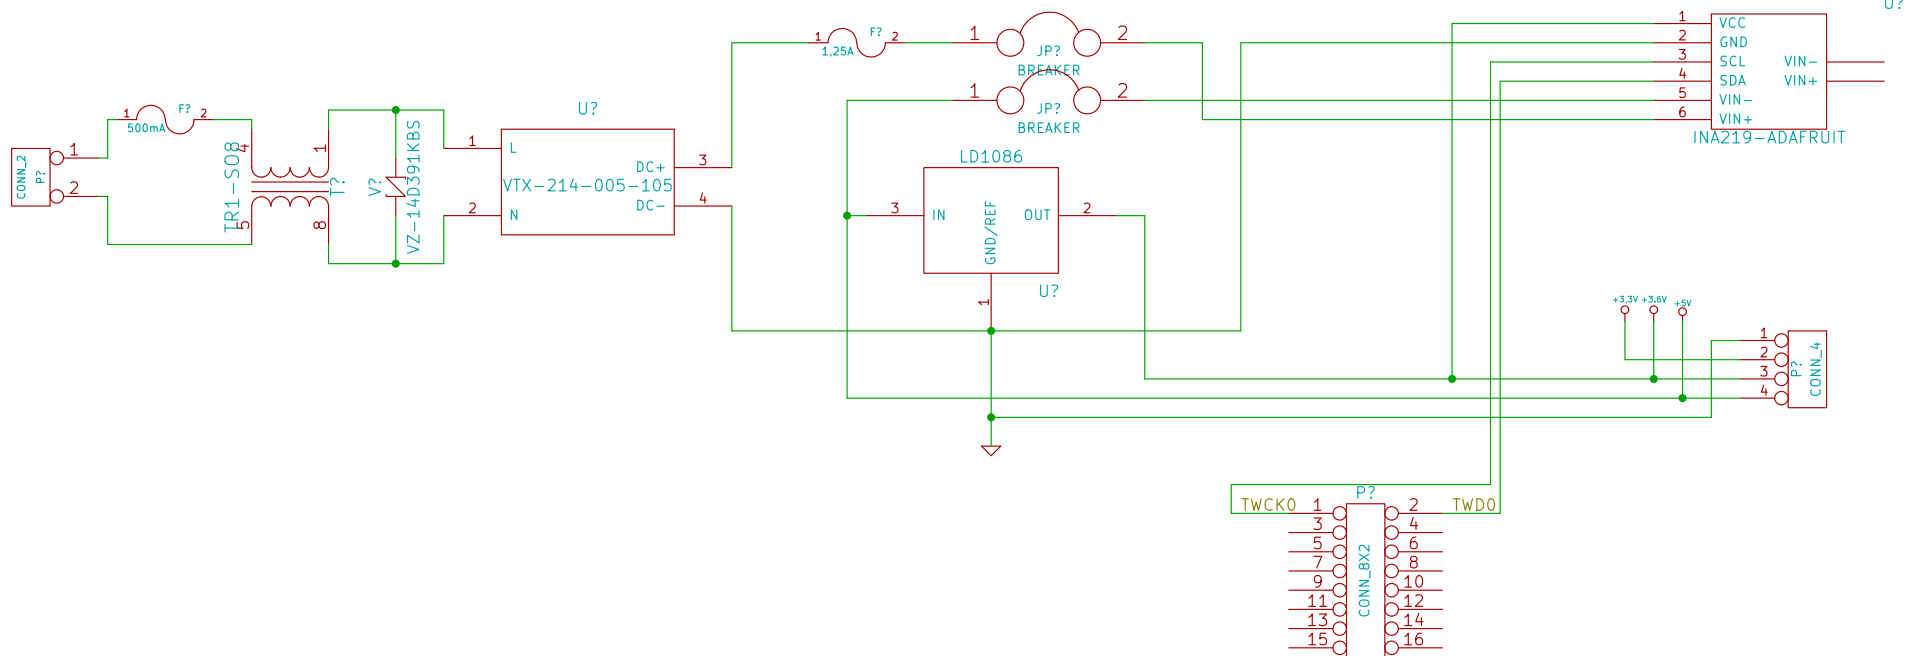 CONN_2
P?
1
2
1
F?
2
500mA
TR1-SO8
4
1
5
8
T?
V?
VZ-14D391KBS
U?
1
L
2
N
VTX-214-005-105
DC+
3
DC-
4
1
F?
2
1,25A
1
2
JP?
BREAKER
1
2
JP?
BREAKER
LD1086
3
IN
OUT
2
GND/REF
1
U?
U?
1
VCC
2
GND
3
SCL
VIN-
4
SDA
VIN+
5
VIN-
6
VIN+
INA219-ADAFRUIT
+3,3V
+3.6V
+5V
1
2
3
4
P?
CONN_4
P?
TWCK0
1
2
TWD0
3
4
5
6
7
8
9
10
11
12
13
14
15
16
CONN_8X2